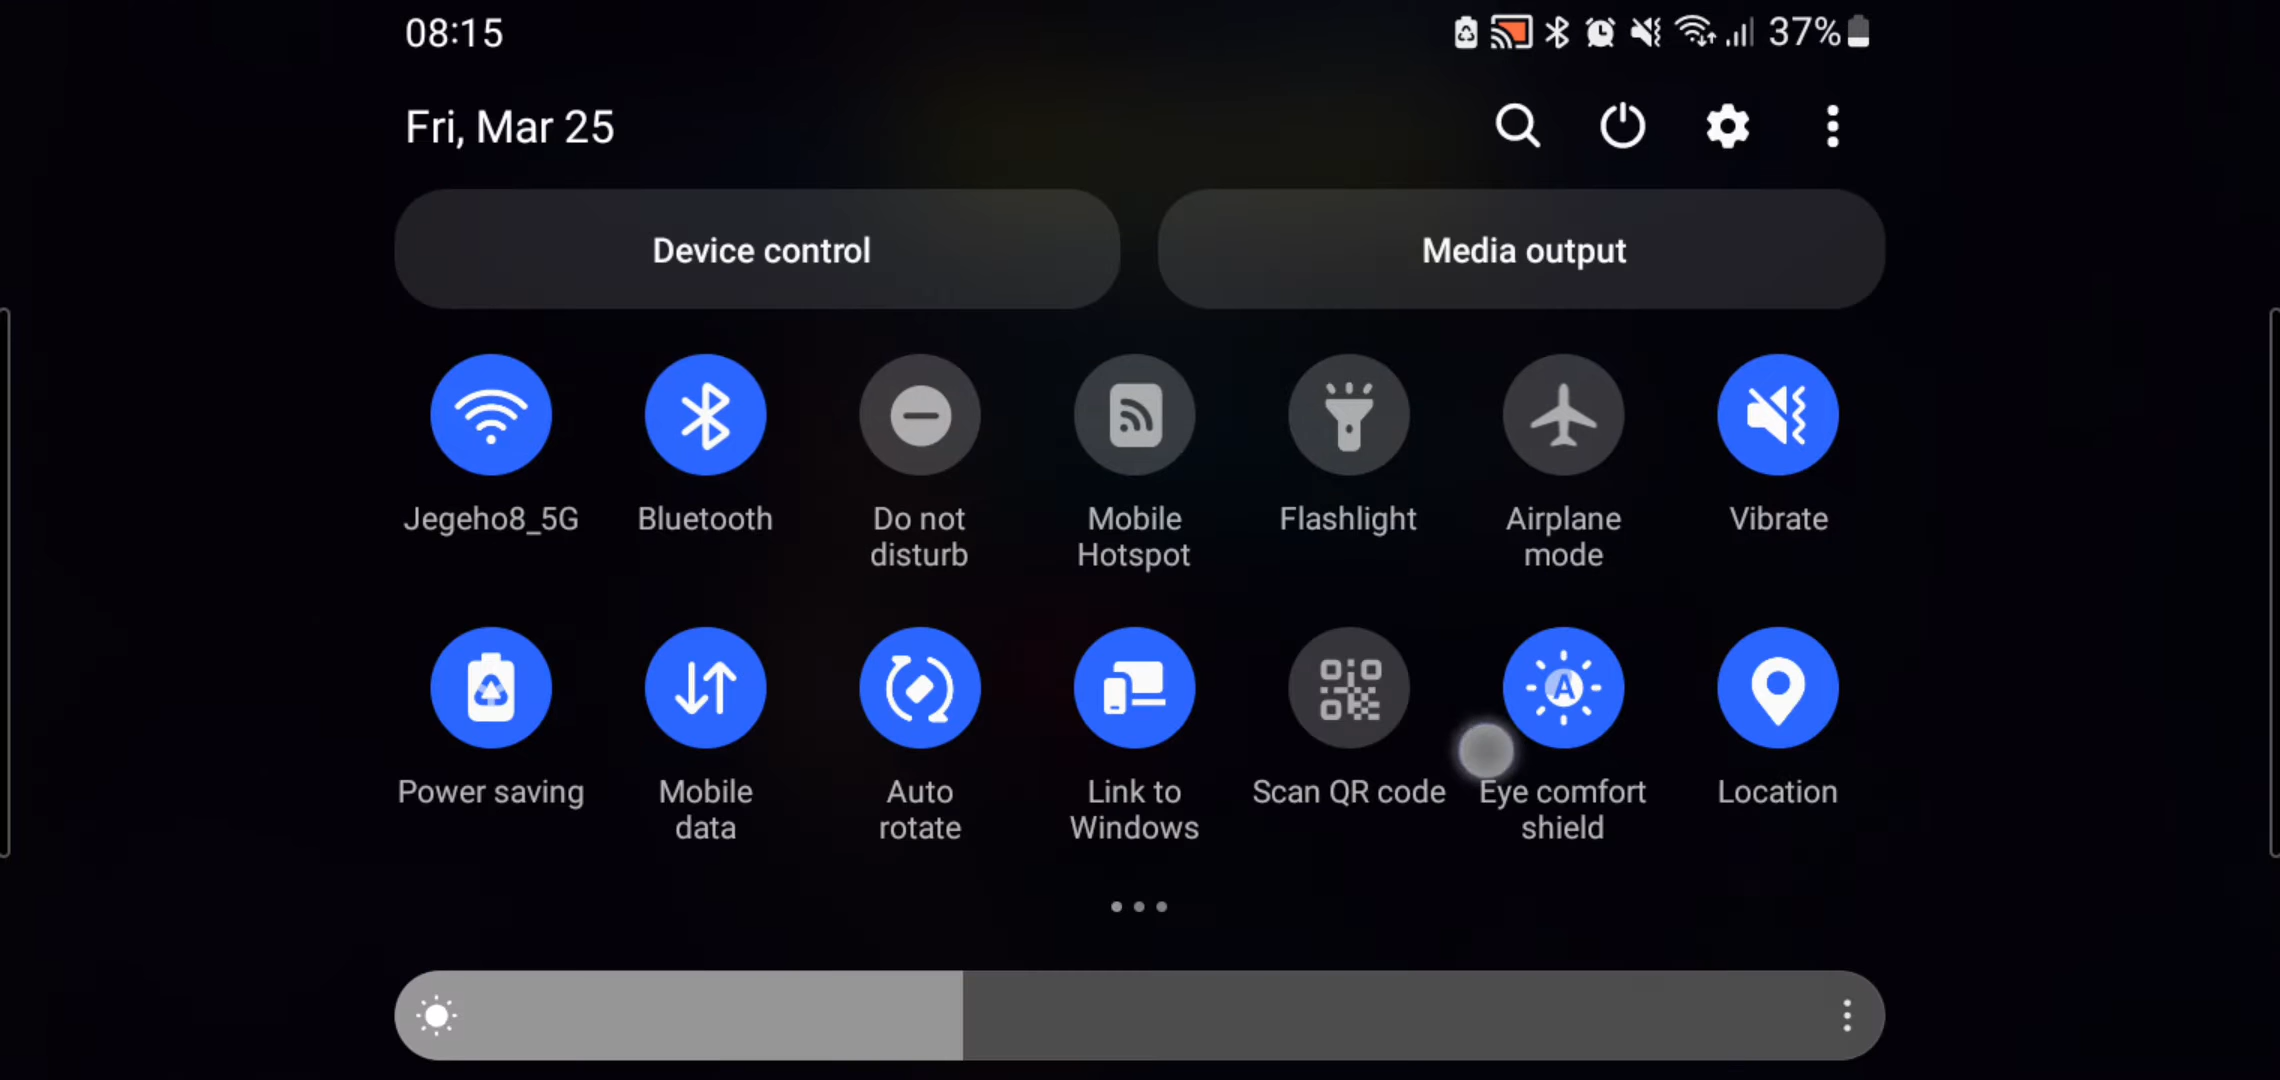 08:15
37%
Fri, Mar 25
Device control
Media output
Jegeho8_5G
Bluetooth
Do not
disturb
Mobile
Hotspot
Flashlight
Airplane
mode
Vibrate
Power saving
Mobile
data
Auto
rotate
Link to
Windows
Scan QR code
A
Eye comfort
shield
Location